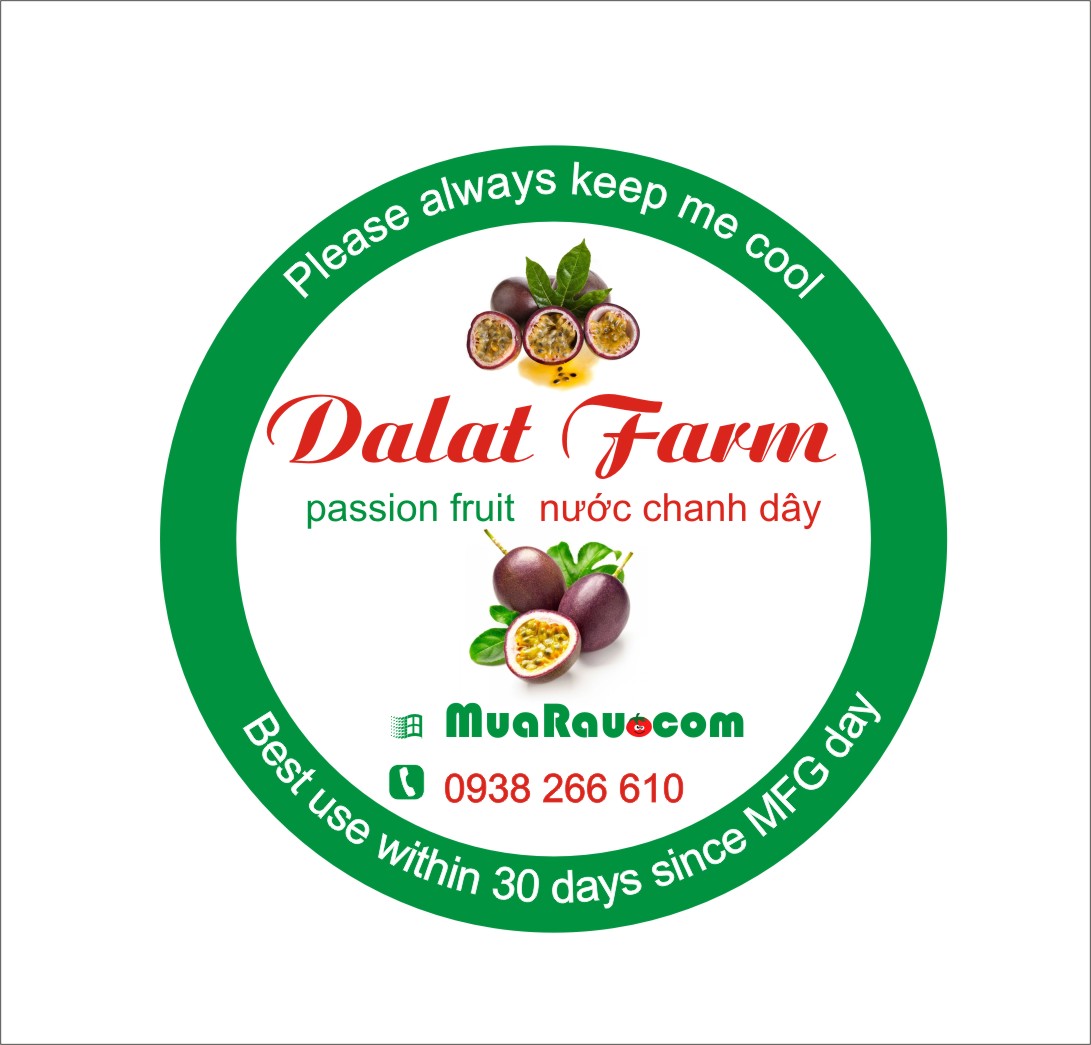 Please always keep me cool
Dalat Farm
passion fruit nước chanh dây
MuaRau.com
0938 266 610
Best use within 30 days since MFG day